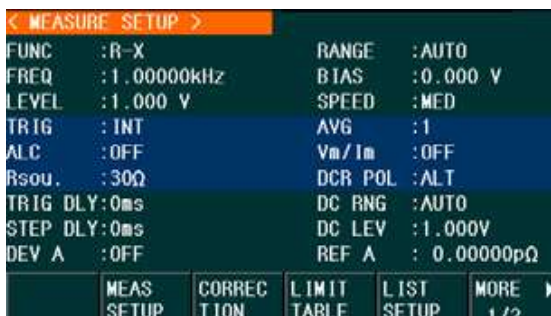 < MEASURE SETUP >
FUNC :R-X RANGE :AUTO
FREQ :1.00000kHz BIAS :0.000 V
LEVEL :1.000 V SPEED :MED
TRIG :INT AVG :1
ALC :OFF Vm/Im :OFF
Rsou. :30Ω DCR POL :ALT
TRIG DLY:0ms DC RNG :AUTO
STEP DLY:0ms DC LEV :1.000V
DEV A :OFF REF A : 0.00000pΩ
MEAS CORREC LIMIT LIST MORE
SETUP TION TABLE SETUP 1/2